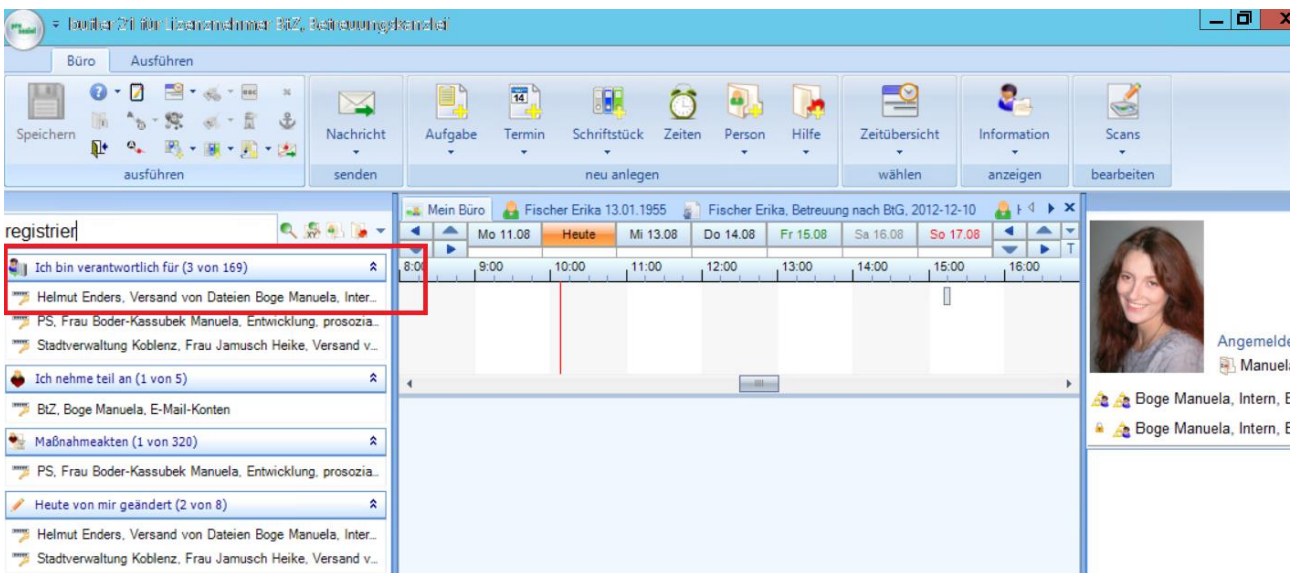 butler 21 für Lizenznehmer BtZ, Betreuungskanzlei
Büro Ausführen
Speichern
Nachricht
Aufgabe Termin Schriftstück Zeiten Person Hilfe
Zeitübersicht
Information
Scans
ausführen senden neu anlegen wählen anzeigen bearbeiten
registrier
Ich bin verantwortlich für (3 von 169)
Helmut Enders, Versand von Dateien Boge Manuela, Inter...
PS, Frau Boder-Kassubek Manuela, Entwicklung, prosozia...
Stadtverwaltung Koblenz, Frau Jamusch Heike, Versand v...
Ich nehme teil an (1 von 5)
BtZ, Boge Manuela, E-Mail-Konten
Maßnahmeakten (1 von 320)
PS, Frau Boder-Kassubek Manuela, Entwicklung, prosozia...
Heute von mir geändert (2 von 8)
Helmut Enders, Versand von Dateien Boge Manuela, Inter...
Stadtverwaltung Koblenz, Frau Jamusch Heike, Versand v...
Mein Büro Fischer Erika 13.01.1955 Fischer Erika, Betreuung nach BtG, 2012-12-10
Mo 11.08 Heute Mi 13.08 Do 14.08 Fr 15.08 Sa 16.08 So 17.08
T
8:00 9:00 10:00 11:00 12:00 13:00 14:00 15:00 16:00
Angemelde
Manuela
Boge Manuela, Intern, B
Boge Manuela, Intern, B